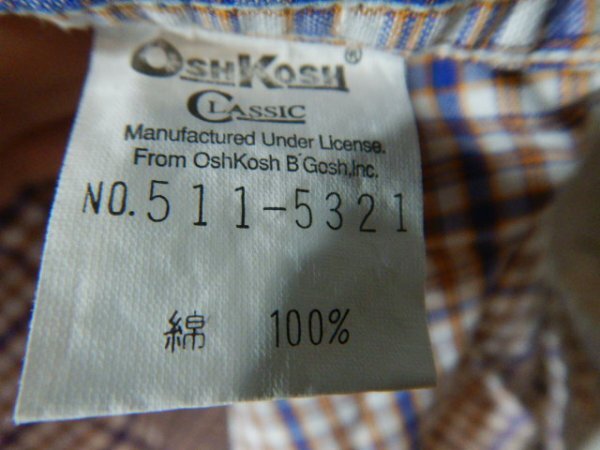 OSHKOSH®
CLASSIC
Manufactured Under License.
From OshKosh B'Gosh,Inc.
NO.511-5321
綿 100%